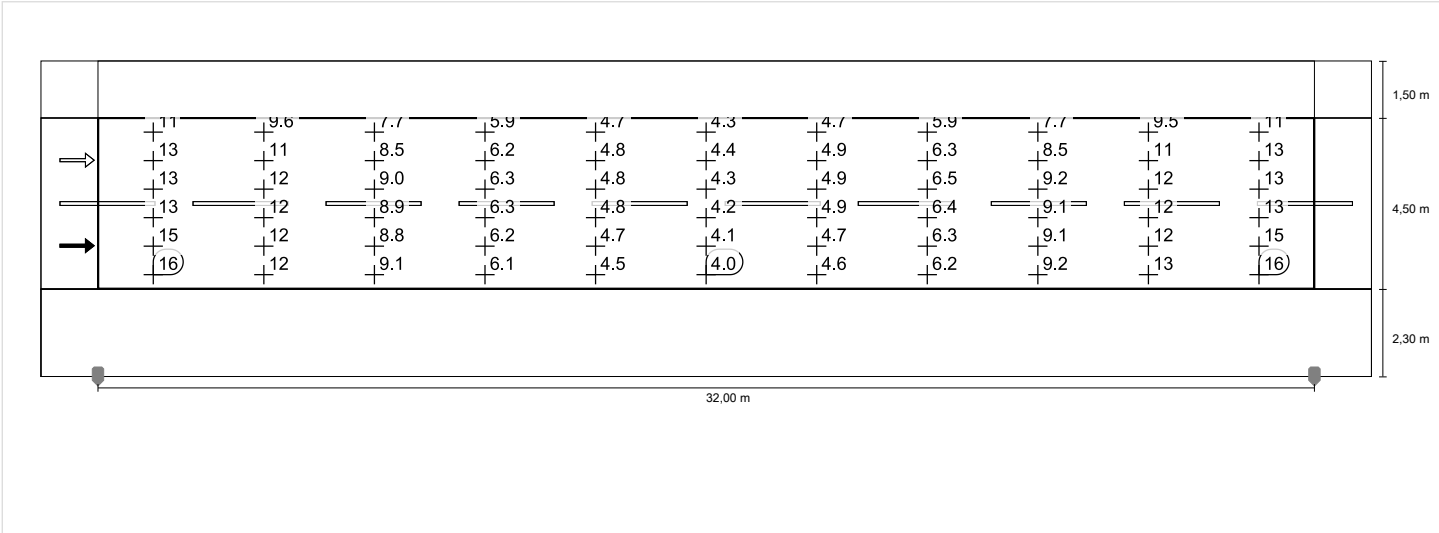 1,50 m
11 9.6 7.7 5.9 4.7 4.3 4.7 5.9 7.7 9.5 11
13 11 8.5 6.2 4.8 4.4 4.9 6.3 8.5 11 13
13 12 9.0 6.3 4.8 4.3 4.9 6.5 9.2 12 13
13 12 8.9 6.3 4.8 4.2 4.9 6.4 9.1 12 13
4,50 m
15 12 8.8 6.2 4.7 4.1 4.7 6.3 9.1 12 15
16 12 9.1 6.1 4.5 4.0 4.6 6.2 9.2 13 16
2,30 m
32,00 m